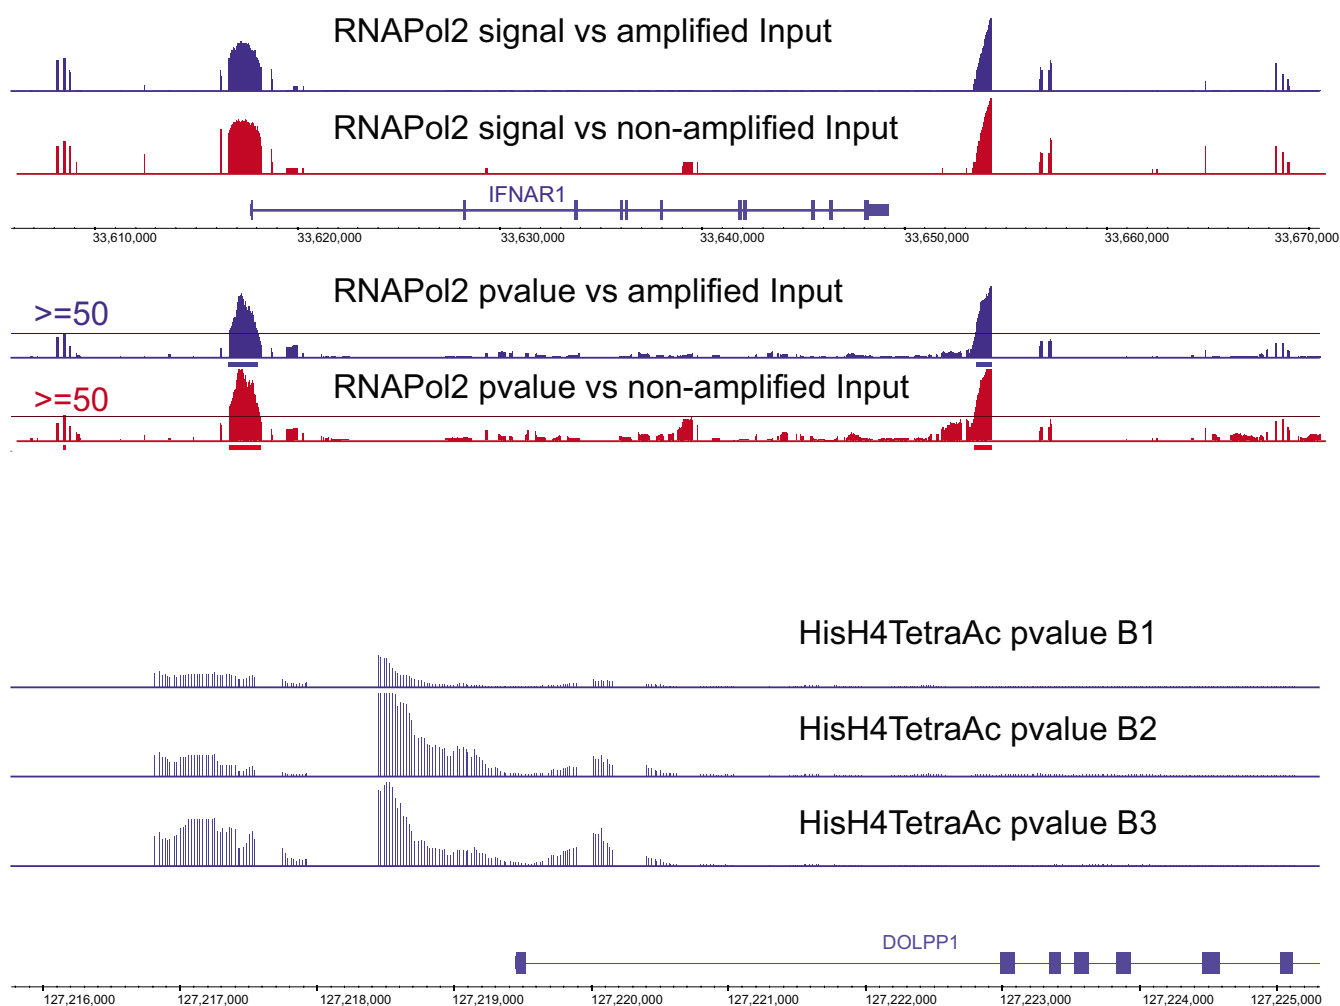 RNAPol2 signal vs amplified Input
RNAPol2 signal vs non-amplified Input
IFNAR1
33,610,000 33,620,000 33,630,000 33,640,000 33,650,000 33,660,000 33,670,000
RNAPol2 pvalue vs amplified Input
>=50
RNAPol2 pvalue vs non-amplified Input
>=50
HisH4TetraAc pvalue B1
HisH4TetraAc pvalue B2
HisH4TetraAc pvalue B3
DOLPP1
127,216,000 127,217,000 127,218,000 127,219,000 127,220,000 127,221,000 127,222,000 127,223,000 127,224,000 127,225,000